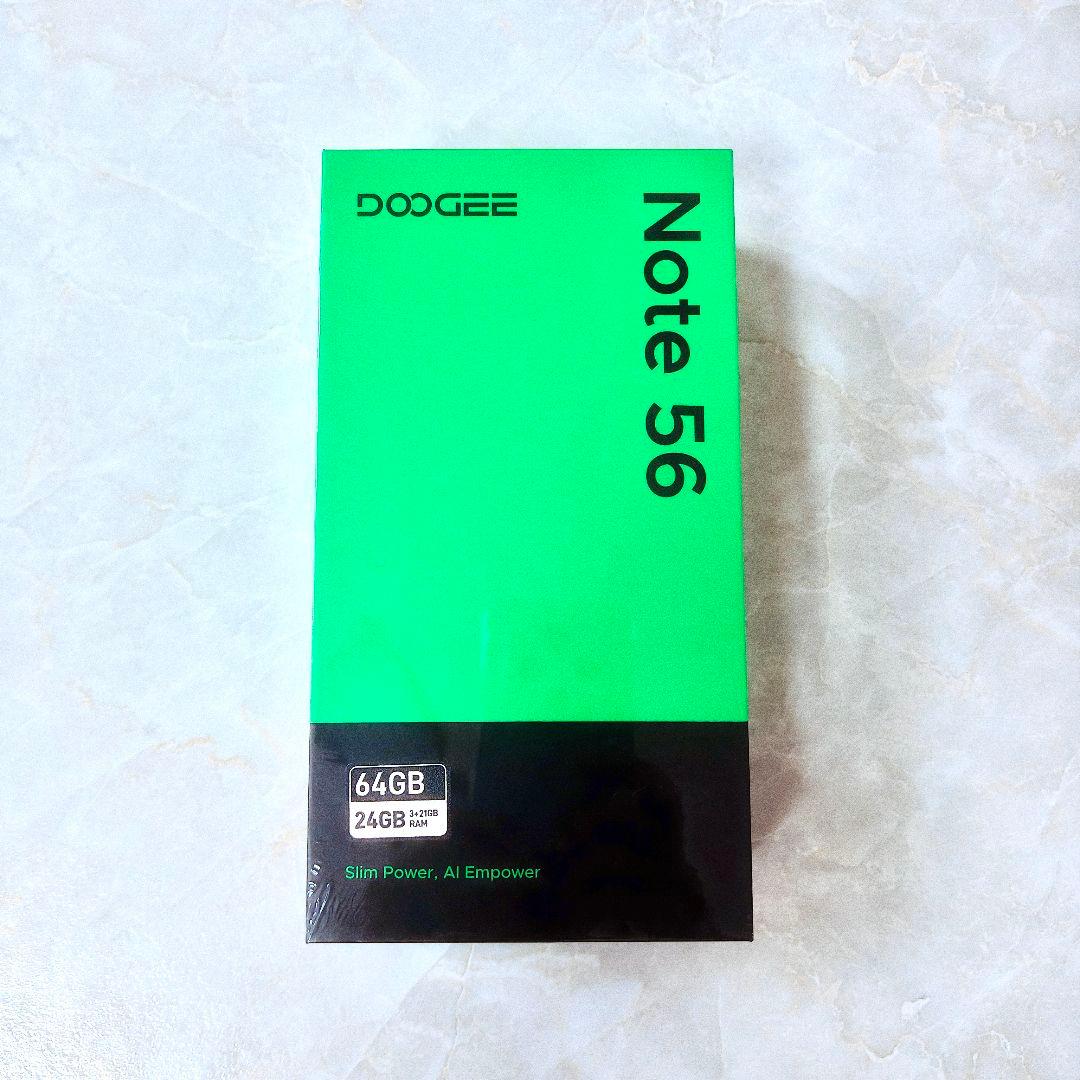 DOOGEE
Note 56
64GB
24GB 3+21GB RAM
Slim Power, AI Empower